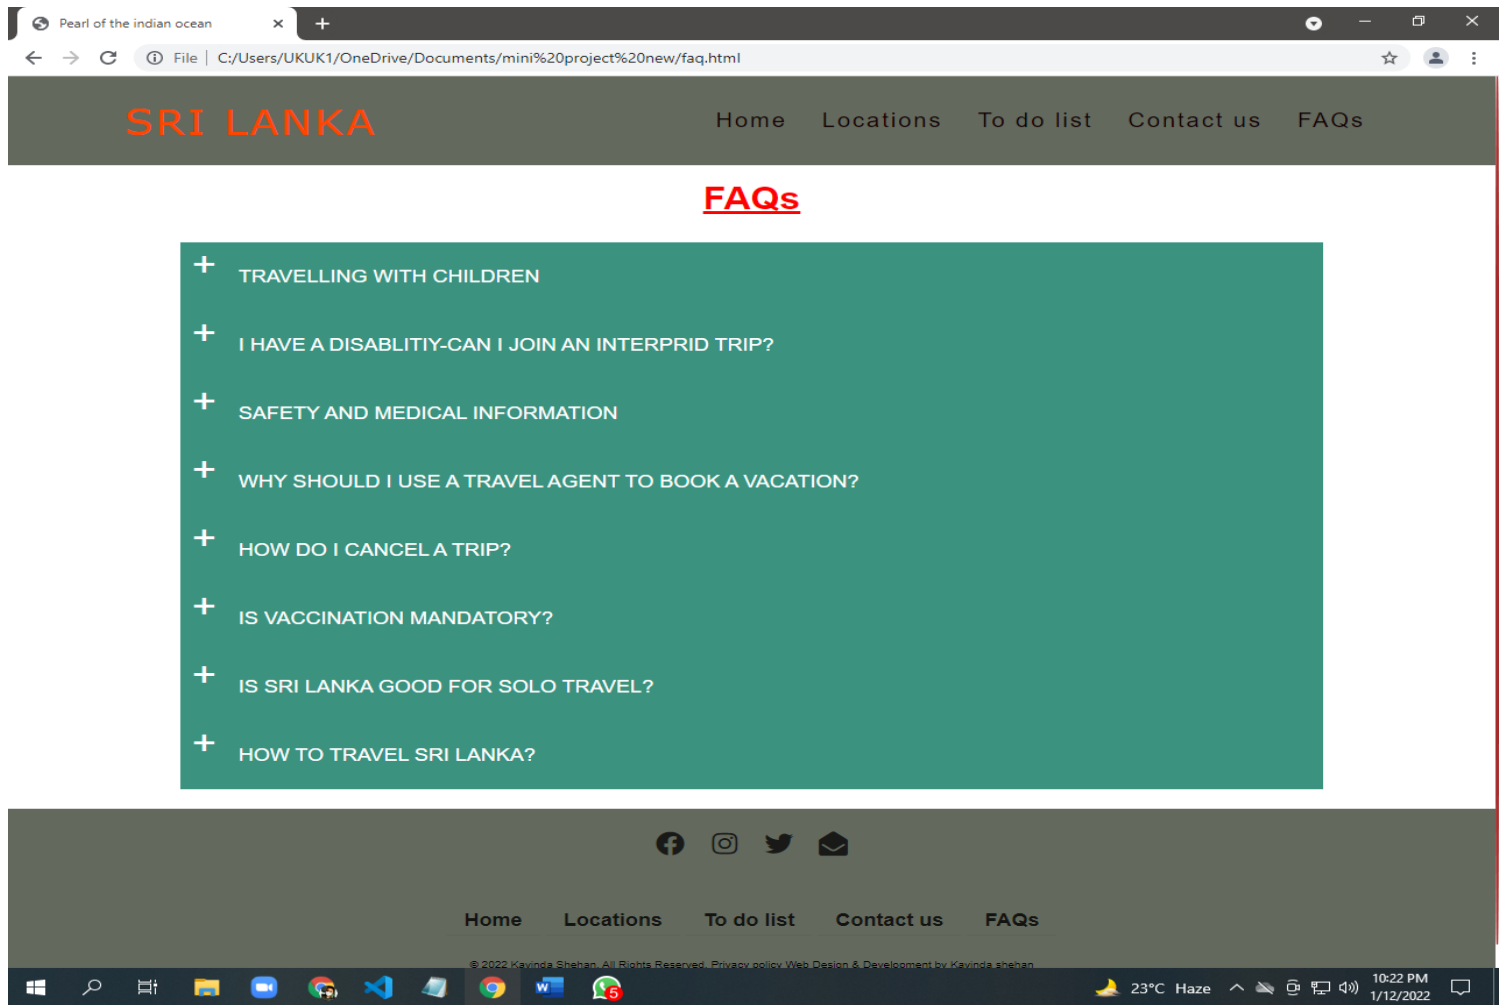 Pearl of the indian ocean
File | C:/Users/UKUK1/OneDrive/Documents/mini%20project%20new/faq.html
SRI LANKA
Home Locations To do list Contact us FAQs
FAQs
+ TRAVELLING WITH CHILDREN
+ I HAVE A DISABLITIY-CAN I JOIN AN INTERPRID TRIP?
+ SAFETY AND MEDICAL INFORMATION
+ WHY SHOULD I USE A TRAVEL AGENT TO BOOK A VACATION?
+ HOW DO I CANCEL A TRIP?
+ IS VACCINATION MANDATORY?
+ IS SRI LANKA GOOD FOR SOLO TRAVEL?
+ HOW TO TRAVEL SRI LANKA?
Home Locations To do list Contact us FAQs
© 2022 Kavinda Shehan. All Rights Reserved. Privacy policy Web Design & Development by Kavinda shehan
W 5 23°C Haze 10:22 PM
1/12/2022